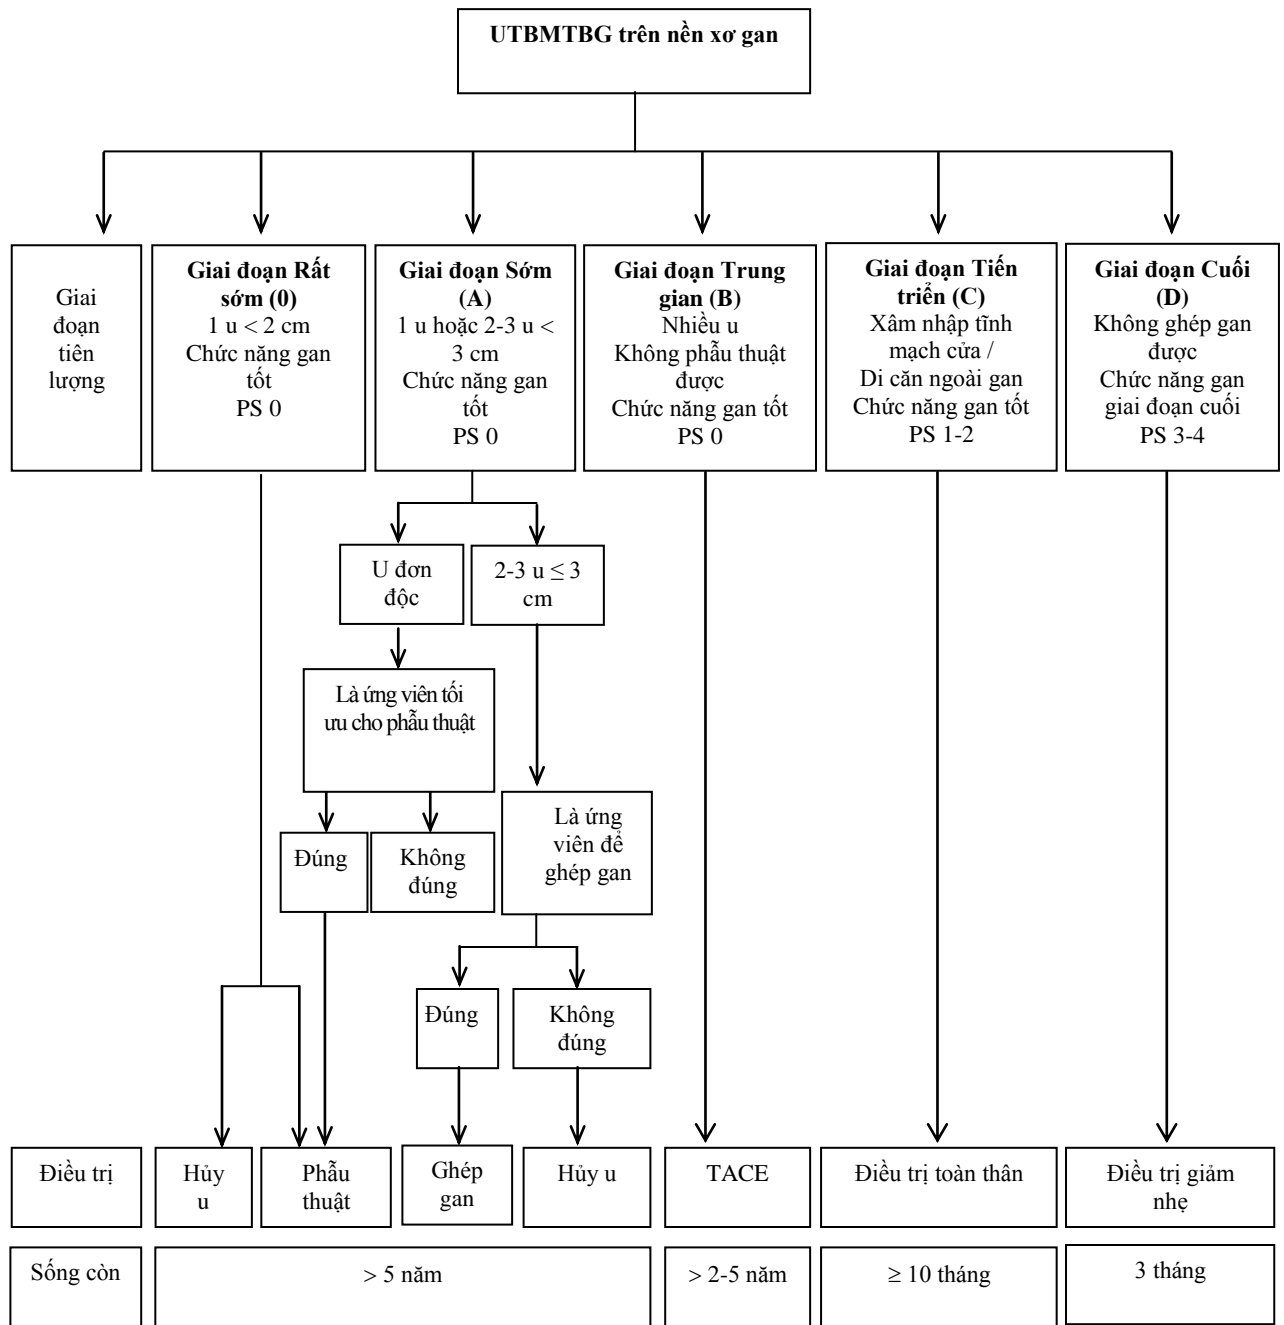 UTBMTBG trên nền xơ gan
Giai
đoạn
tiên
lượng
Giai đoạn Rất
sớm (0)
1 u < 2 cm
Chức năng gan
tốt
PS 0
Giai đoạn Sớm
(A)
1 u hoặc 2-3 u <
3 cm
Chức năng gan
tốt
PS 0
Giai đoạn Trung
gian (B)
Nhiều u
Không phẫu thuật
được
Chức năng gan tốt
PS 0
Giai đoạn Tiến
triển (C)
Xâm nhập tĩnh
mạch cửa /
Di căn ngoài gan
Chức năng gan tốt
PS 1-2
Giai đoạn Cuối
(D)
Không ghép gan
được
Chức năng gan
giai đoạn cuối
PS 3-4
U đơn
độc
2-3 u ≤ 3
cm
Là ứng viên tối
ưu cho phẫu thuật
Đúng
Không
đúng
Là ứng
viên để
ghép gan
Đúng
Không
đúng
Điều trị
Hủy
u
Phẫu
thuật
Ghép
gan
Hủy u
TACE
Điều trị toàn thân
Điều trị giảm
nhẹ
Sống còn
> 5 năm
> 2-5 năm
≥ 10 tháng
3 tháng